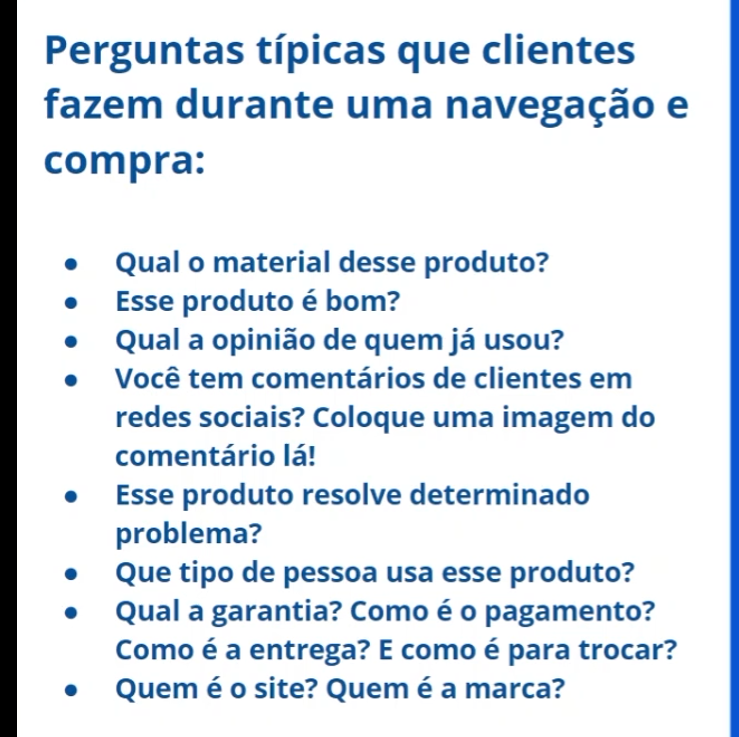 Perguntas típicas que clientes
fazem durante uma navegação e
compra:
• Qual o material desse produto?
• Esse produto é bom?
• Qual a opinião de quem já usou?
• Você tem comentários de clientes em
redes sociais? Coloque uma imagem do
comentário lá!
• Esse produto resolve determinado
problema?
• Que tipo de pessoa usa esse produto?
• Qual a garantia? Como é o pagamento?
Como é a entrega? E como é para trocar?
• Quem é o site? Quem é a marca?